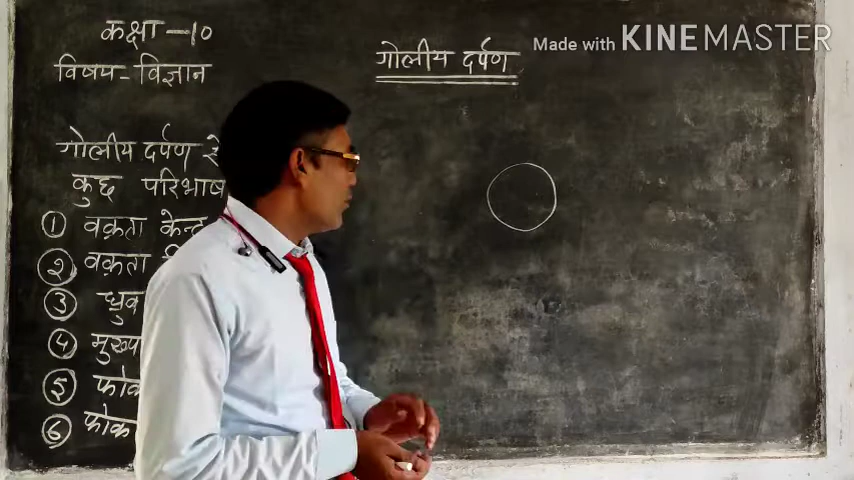 कक्षा - 10
विषय - विज्ञान
गोलीय दर्पण
Made with KINEMASTER
गोलीय दर्पण से
कुछ परिभाष
① वक्रता केन्द्र
② वक्रता
③ ध्रुव
④ मुख्य
⑤ फोक
⑥ फोक